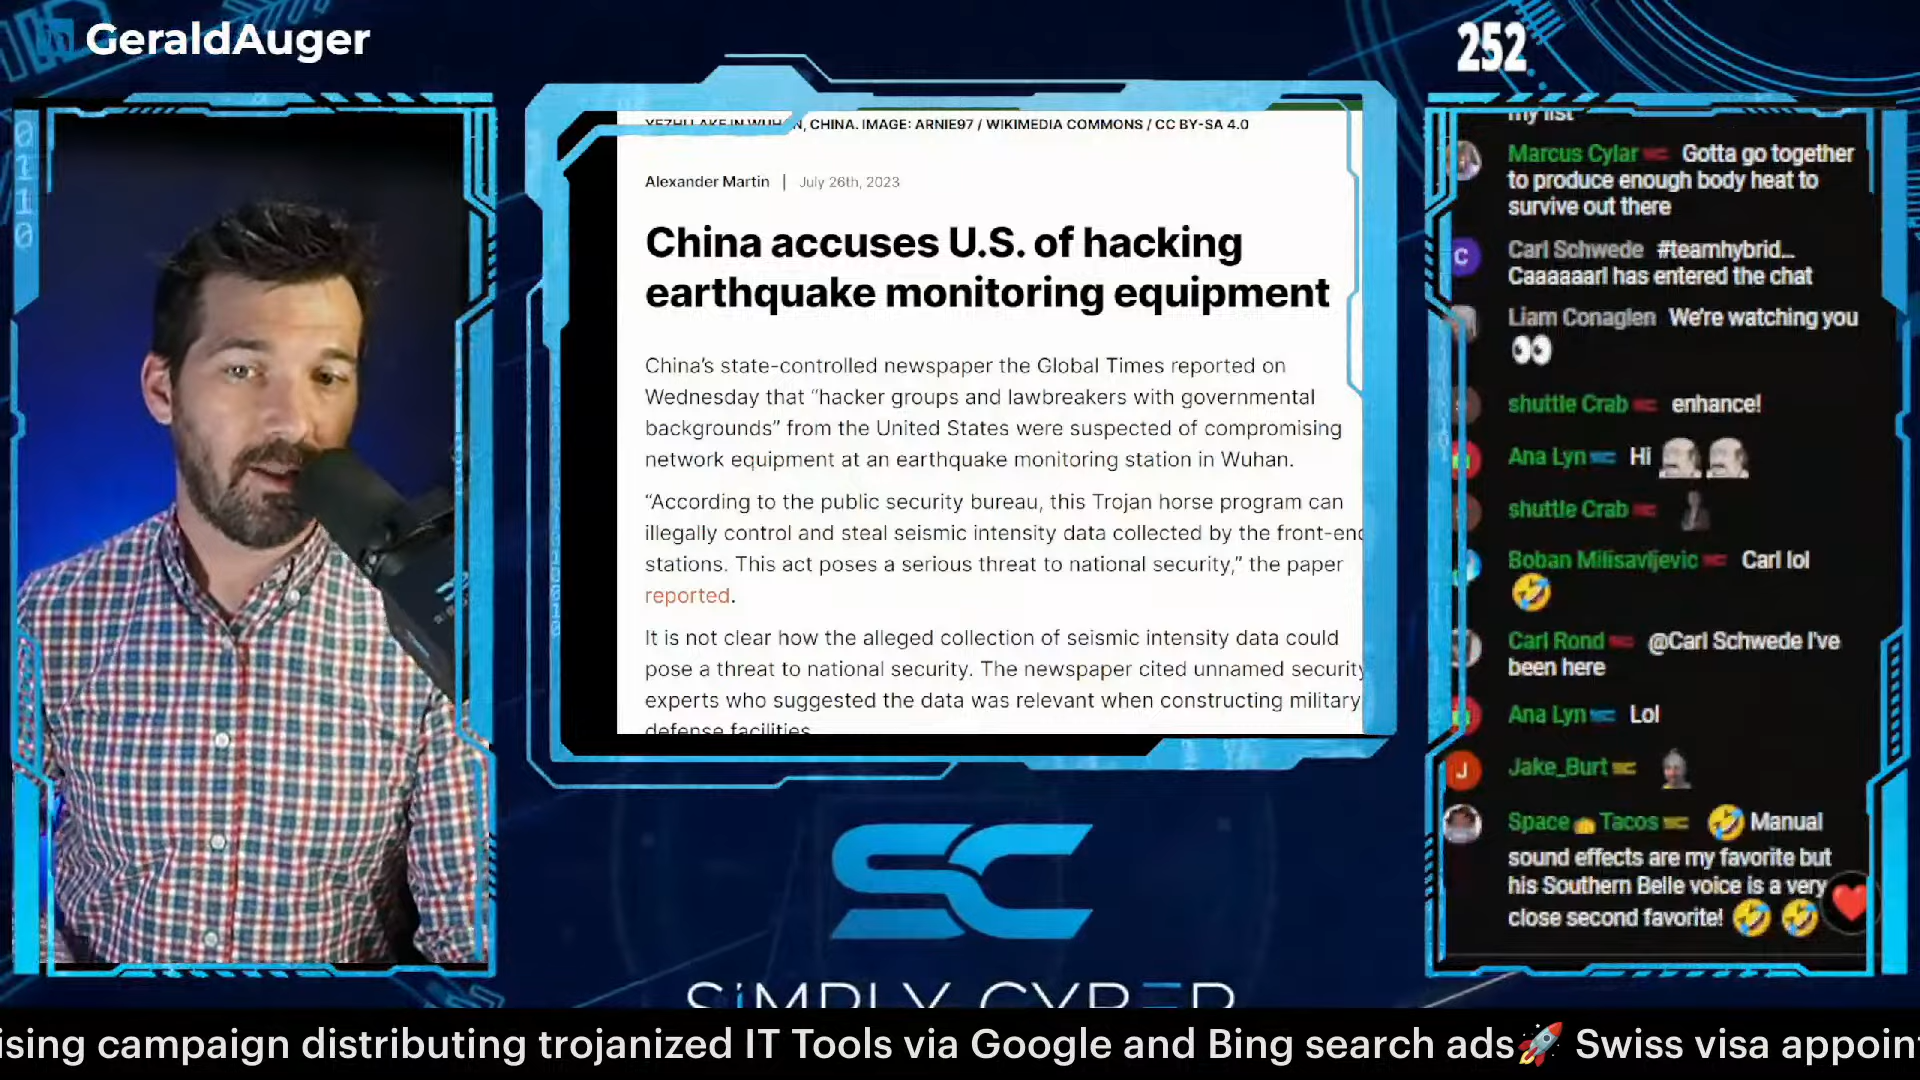 GeraldAuger
252
YEZHI LAKE IN WUHAN, CHINA. IMAGE: ARNIE97 / WIKIMEDIA COMMONS / CC BY-SA 4.0
Alexander Martin | July 26th, 2023
China accuses U.S. of hacking
earthquake monitoring equipment
China’s state-controlled newspaper the Global Times reported on
Wednesday that “hacker groups and lawbreakers with governmental
backgrounds” from the United States were suspected of compromising
network equipment at an earthquake monitoring station in Wuhan.
“According to the public security bureau, this Trojan horse program can
illegally control and steal seismic intensity data collected by the front-end
stations. This act poses a serious threat to national security,” the paper
reported.
It is not clear how the alleged collection of seismic intensity data could
pose a threat to national security. The newspaper cited unnamed security
experts who suggested the data was relevant when constructing military
defense facilities.
my list
Marcus Cylar Gotta go together
to produce enough body heat to
survive out there
C Carl Schwede #teamhybrid...
Caaaaaarl has entered the chat
Liam Conaglen We're watching you
👀
shuttle Crab enhance!
Ana Lyn Hi
shuttle Crab
Boban Milisavljevic Carl lol
🤣
Carl Rond @Carl Schwede I've
been here
Ana Lyn Lol
J Jake_Burt
Space 🌮 Tacos 🤣 Manual
sound effects are my favorite but
his Southern Belle voice is a very
close second favorite! 🤣 🤣
SC
SIMPLY CYBER
ising campaign distributing trojanized IT Tools via Google and Bing search ads🚀 Swiss visa appoin